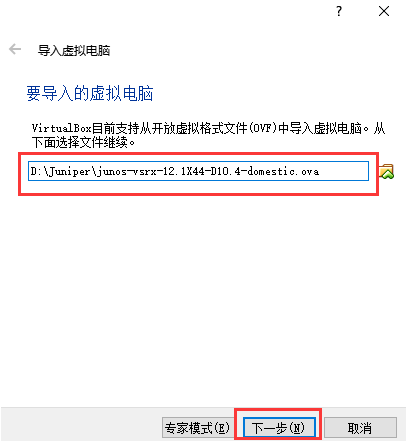 ?
导入虚拟电脑
要导入的虚拟电脑
VirtualBox目前支持从开放虚拟格式文件(OVF)中导入虚拟电脑。从
下面选择文件继续。
D:\Juniper\junos-vsrx-12.1X44-D10.4-domestic.ova
专家模式(E) 下一步(N) 取消